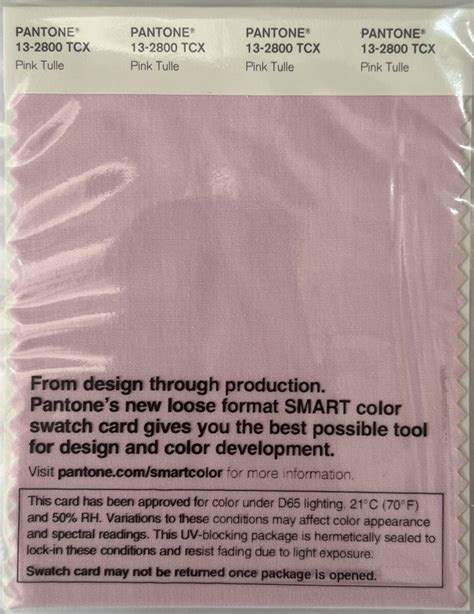 PANTONE® PANTONE® PANTONE® PANTONE®
13-2800 TCX 13-2800 TCX 13-2800 TCX 13-2800 TCX
Pink Tulle Pink Tulle Pink Tulle Pink Tulle
From design through production.
Pantone's new loose format SMART color
swatch card gives you the best possible tool
for design and color development.
Visit pantone.com/smartcolor for more information.
This card has been approved for color under D65 lighting, 21°C (70°F)
and 50% RH. Variations to these conditions may affect color appearance
and spectral readings. This UV-blocking package is hermetically sealed to
lock-in these conditions and resist fading due to light exposure.
Swatch card may not be returned once package is opened.